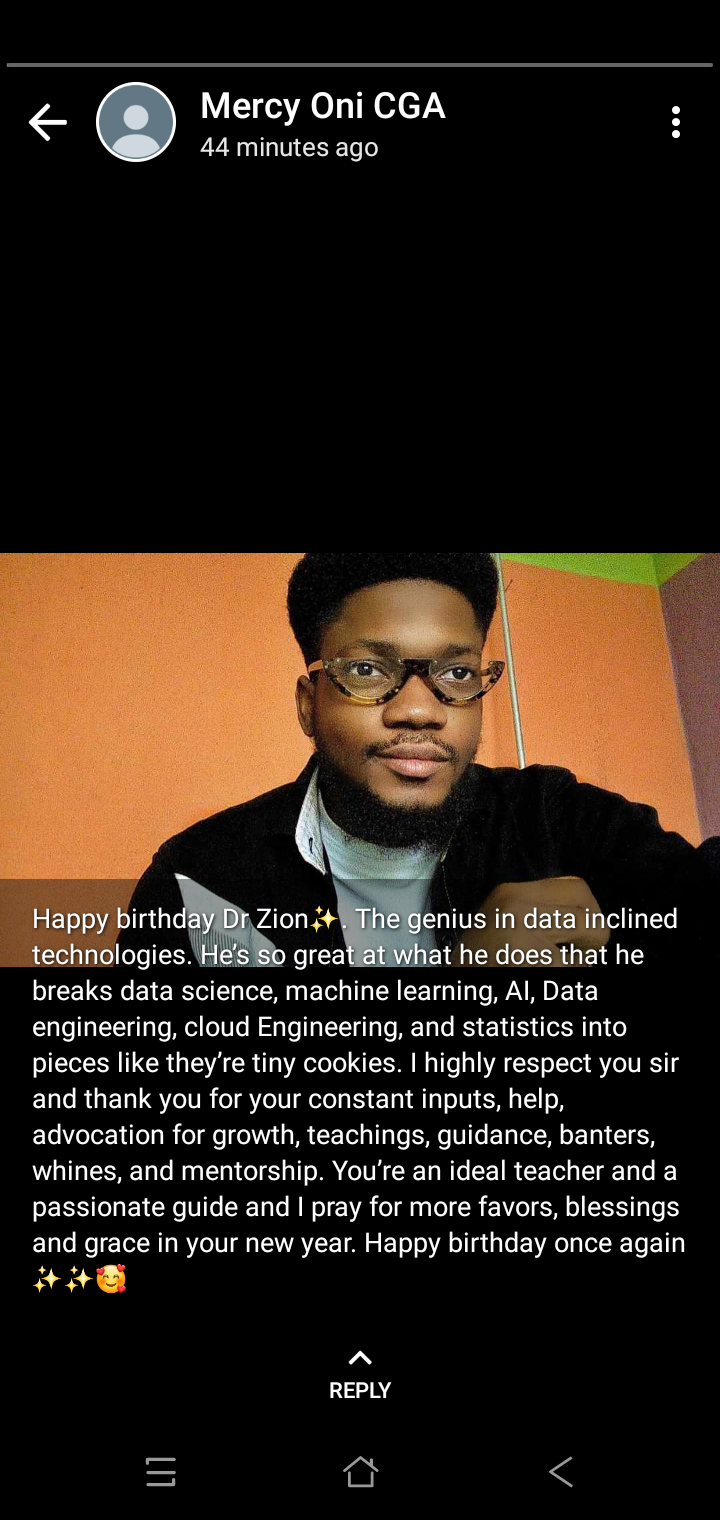 Mercy Oni CGA
44 minutes ago
Happy birthday Dr Zion✨. The genius in data inclined
technologies. He's so great at what he does that he
breaks data science, machine learning, AI, Data
engineering, cloud Engineering, and statistics into
pieces like they’re tiny cookies. I highly respect you sir
and thank you for your constant inputs, help,
advocation for growth, teachings, guidance, banters,
whines, and mentorship. You’re an ideal teacher and a
passionate guide and I pray for more favors, blessings
and grace in your new year. Happy birthday once again
✨✨🥰
REPLY